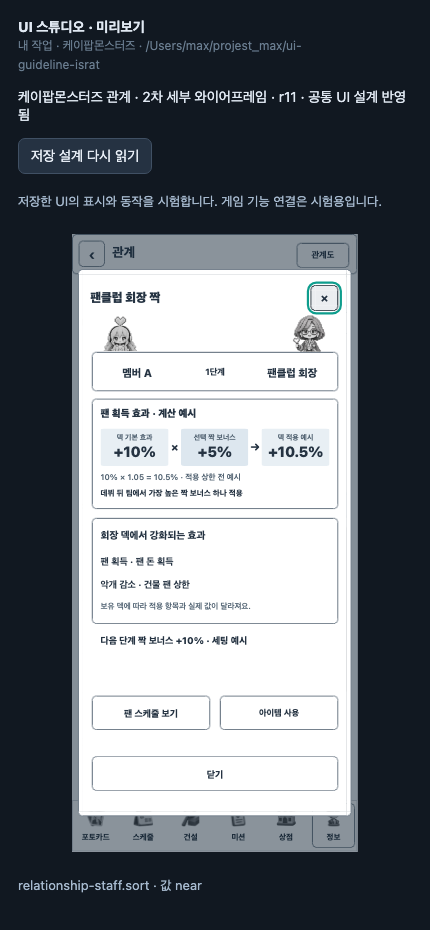 UI 스튜디오 · 미리보기
내 작업 · 케이팝몬스터즈 · /Users/max/projest_max/ui-
guideline-israt
케이팝몬스터즈 관계 · 2차 세부 와이어프레임 · r11 · 공통 UI 설계 반영
됨
저장 설계 다시 읽기
저장한 UI의 표시와 동작을 시험합니다. 게임 기능 연결은 시험용입니다.
‹ 관계 관계도
팬클럽 회장 짝 ×
멤버 A 1단계 팬클럽 회장
팬 획득 효과 · 계산 예시
덱 기본 효과 선택 짝 보너스 덱 적용 예시
+10% × +5% → +10.5%
10% × 1.05 = 10.5% · 적용 상한 전 예시
데뷔 뒤 팀에서 가장 높은 짝 보너스 하나 적용
회장 덱에서 강화되는 효과
팬 획득 · 팬 돈 획득
악개 감소 · 건물 팬 상한
보유 덱에 따라 적용 항목과 실제 값이 달라져요.
다음 단계 짝 보너스 +10% · 세팅 예시
팬 스케줄 보기 아이템 사용
닫기
포토카드 스케줄 건설 미션 상점 정보
relationship-staff.sort · 값 near